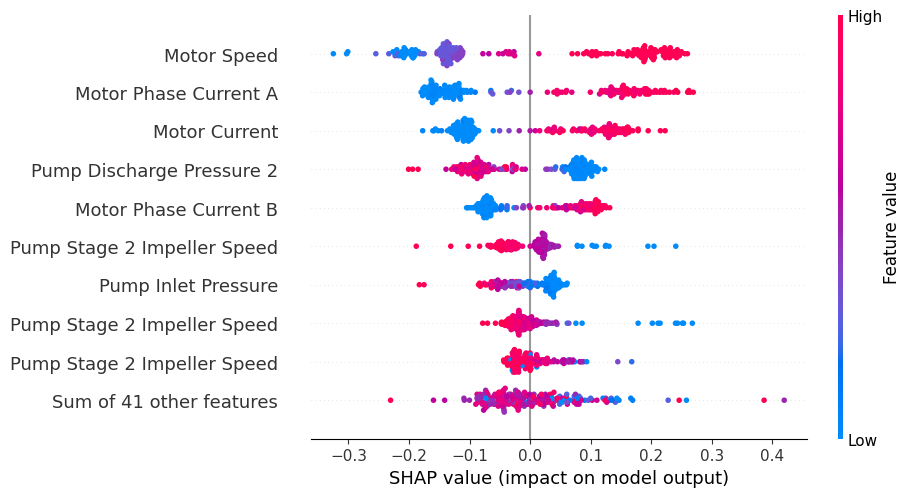 High
Motor Speed
Motor Phase Current A
Motor Current
Pump Discharge Pressure 2
Motor Phase Current B
Pump Stage 2 Impeller Speed
Pump Inlet Pressure
Pump Stage 2 Impeller Speed
Pump Stage 2 Impeller Speed
Sum of 41 other features
Feature value
Low
−0.3 −0.2 −0.1 0.0 0.1 0.2 0.3 0.4
SHAP value (impact on model output)